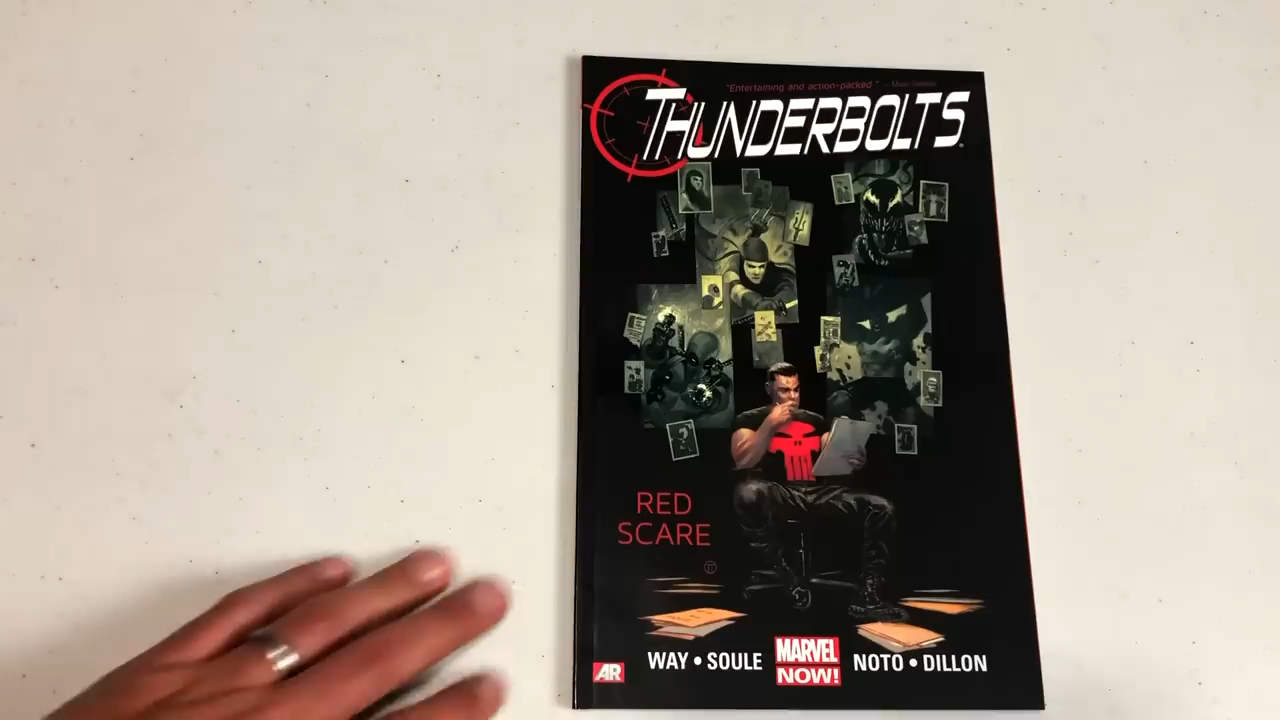 "Entertaining and action-packed"
THUNDERBOLTS
RED
SCARE
WAY • SOULE
MARVEL
NOW!
NOTO • DILLON
AR